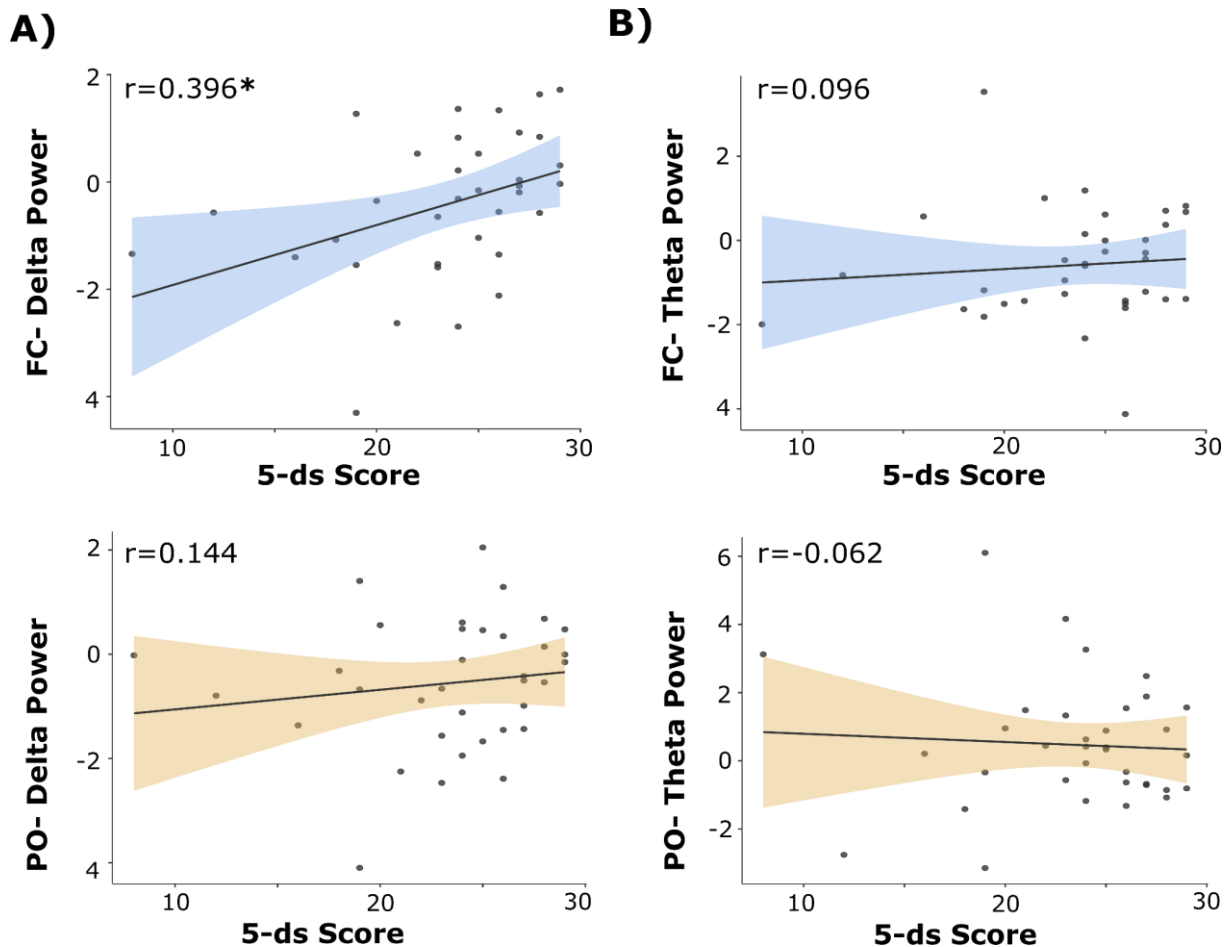 A)
r=0.396*
2
0
-2
4
FC- Delta Power
10
20
30
5-ds Score
B)
r=0.096
2
0
-2
4
FC- Theta Power
10
20
30
5-ds Score
r=0.144
2
0
-2
4
PO- Delta Power
10
20
30
5-ds Score
r=-0.062
6
4
2
0
-2
PO- Theta Power
10
20
30
5-ds Score